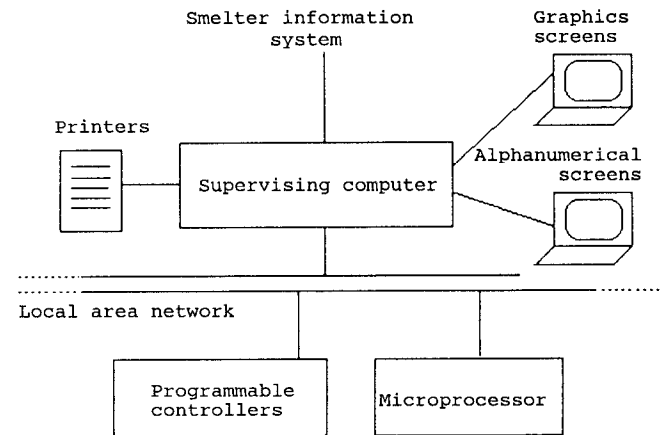 Smelter information
system
Graphics
screens
Printers
Supervising computer
Alphanumerical
screens
Local area network
Programmable
controllers
Microprocessor